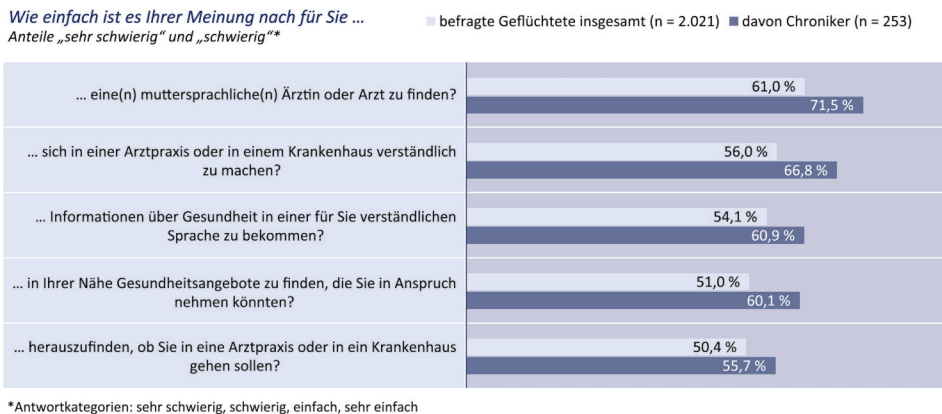 Wie einfach ist es Ihrer Meinung nach für Sie ...
Anteile „sehr schwierig“ und „schwierig“*
befragte Geflüchtete insgesamt (n = 2.021) davon Chroniker (n = 253)
... eine(n) muttersprachliche(n) Ärztin oder Arzt zu finden?
61,0 %
71,5 %
... sich in einer Arztpraxis oder in einem Krankenhaus verständlich
zu machen?
56,0 %
66,8 %
... Informationen über Gesundheit in einer für Sie verständlichen
Sprache zu bekommen?
54,1 %
60,9 %
... in Ihrer Nähe Gesundheitsangebote zu finden, die Sie in Anspruch
nehmen könnten?
51,0 %
60,1 %
... herauszufinden, ob Sie in eine Arztpraxis oder in ein Krankenhaus
gehen sollen?
50,4 %
55,7 %
*Antwortkategorien: sehr schwierig, schwierig, einfach, sehr einfach